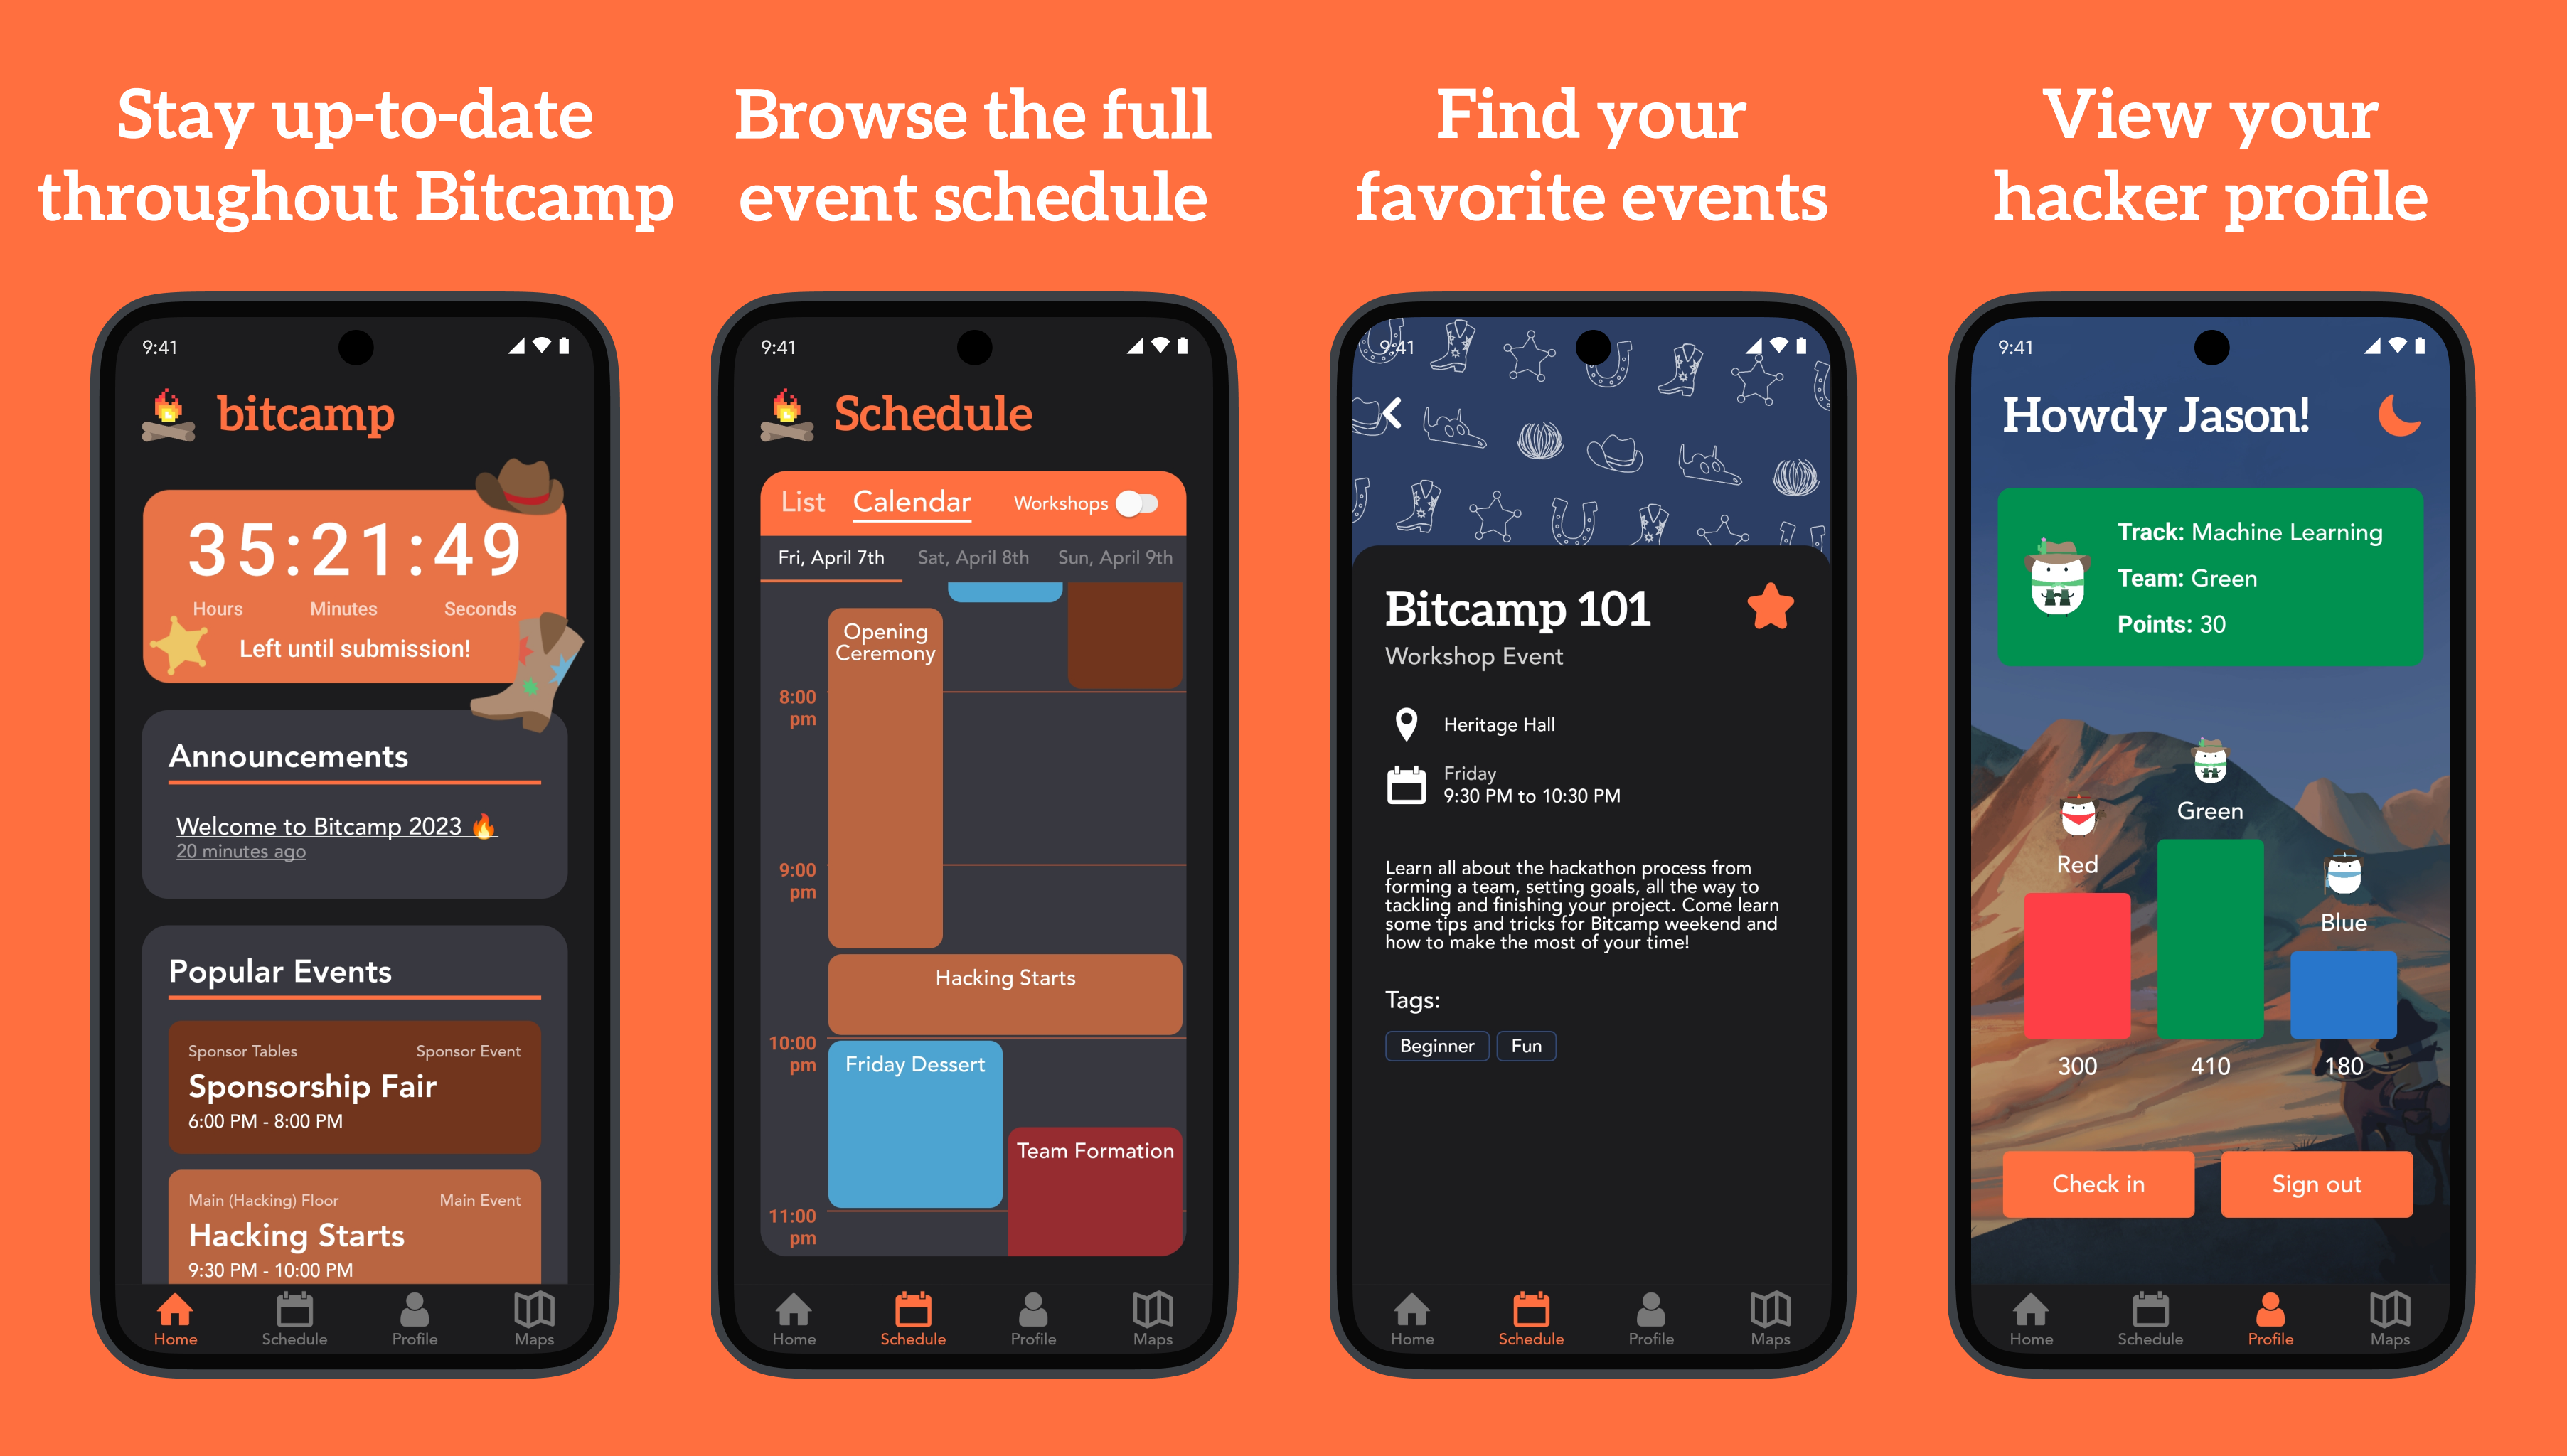 Stay up-to-date
throughout Bitcamp
9:41
bitcamp
35:21:49
Hours Minutes Seconds
Left until submission!
Announcements
Welcome to Bitcamp 2023 🔥
20 minutes ago
Popular Events
Sponsor Tables Sponsor Event
Sponsorship Fair
6:00 PM - 8:00 PM
Main (Hacking) Floor Main Event
Hacking Starts
9:30 PM - 10:00 PM
Home Schedule Profile Maps
Browse the full
event schedule
9:41
Schedule
List Calendar Workshops
Fri, April 7th Sat, April 8th Sun, April 9th
Opening
Ceremony
8:00
pm
9:00
pm
Hacking Starts
10:00
pm
Friday Dessert
Team Formation
11:00
pm
Home Schedule Profile Maps
Find your
favorite events
9:41
Bitcamp 101
Workshop Event
Heritage Hall
Friday
9:30 PM to 10:30 PM
Learn all about the hackathon process from
forming a team, setting goals, all the way to
tackling and finishing your project. Come learn
some tips and tricks for Bitcamp weekend and
how to make the most of your time!
Tags:
Beginner Fun
Home Schedule Profile Maps
View your
hacker profile
9:41
Howdy Jason!
Track: Machine Learning
Team: Green
Points: 30
Green
Red
Blue
300 410 180
Check in Sign out
Home Schedule Profile Maps